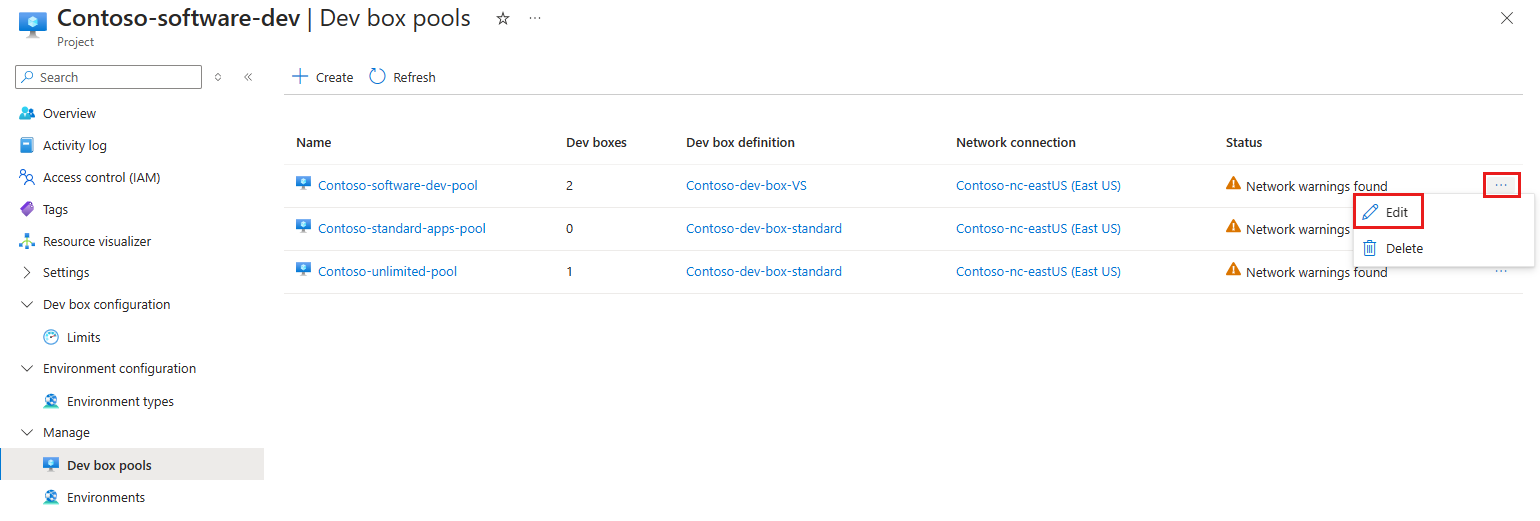 Contoso-software-dev | Dev box pools
Project
Search
Overview
Activity log
Access control (IAM)
Tags
Resource visualizer
Settings
Dev box configuration
Limits
Environment configuration
Environment types
Manage
Dev box pools
Environments
Create Refresh
Name Dev boxes Dev box definition Network connection Status
Contoso-software-dev-pool 2 Contoso-dev-box-VS Contoso-nc-eastUS (East US) Network warnings found
Contoso-standard-apps-pool 0 Contoso-dev-box-standard Contoso-nc-eastUS (East US) Network warnings
Contoso-unlimited-pool 1 Contoso-dev-box-standard Contoso-nc-eastUS (East US) Network warnings found
Edit
Delete